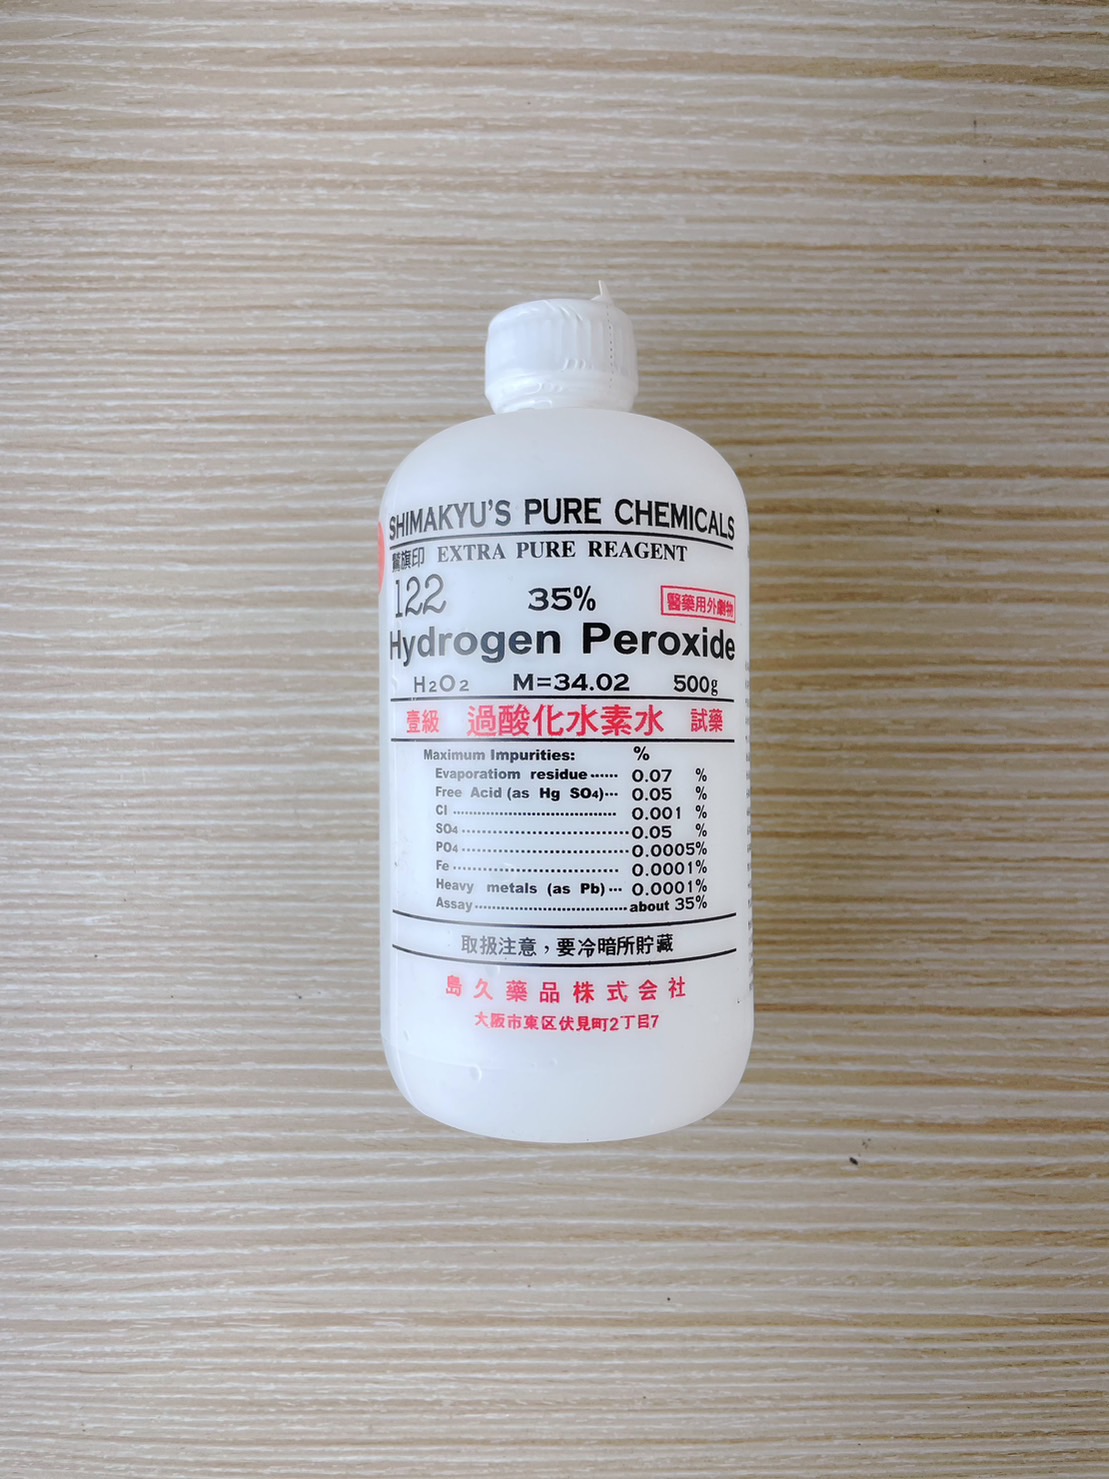 SHIMAKYU'S PURE CHEMICALS
鷲旗印 EXTRA PURE REAGENT
122 35% 醫藥用外劇物
Hydrogen Peroxide
H2O2 M=34.02 500g
壹級 過酸化水素水 試藥
Maximum Impurities: %
Evaporatiom residue ...... 0.07 %
Free Acid (as Hg SO4)... 0.05 %
Cl ........................................ 0.001 %
SO4 ........................................ 0.05 %
PO4 ........................................ 0.0005%
Fe ........................................ 0.0001%
Heavy metals (as Pb)... 0.0001%
Assay ........................................ about 35%
取扱注意，要冷暗所貯藏
島久藥品株式会社
大阪市東区伏見町2丁目7